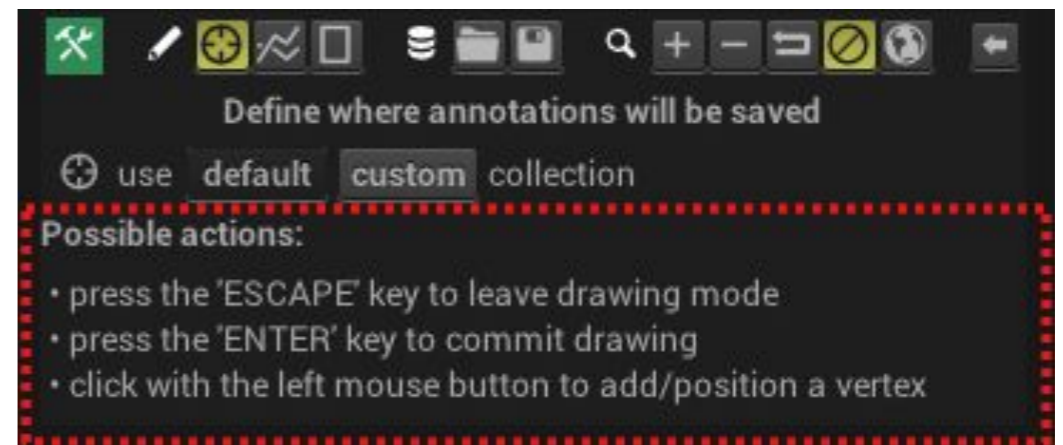 Define where annotations will be saved
use default custom collection
Possible actions:
• press the 'ESCAPE' key to leave drawing mode
• press the 'ENTER' key to commit drawing
• click with the left mouse button to add/position a vertex